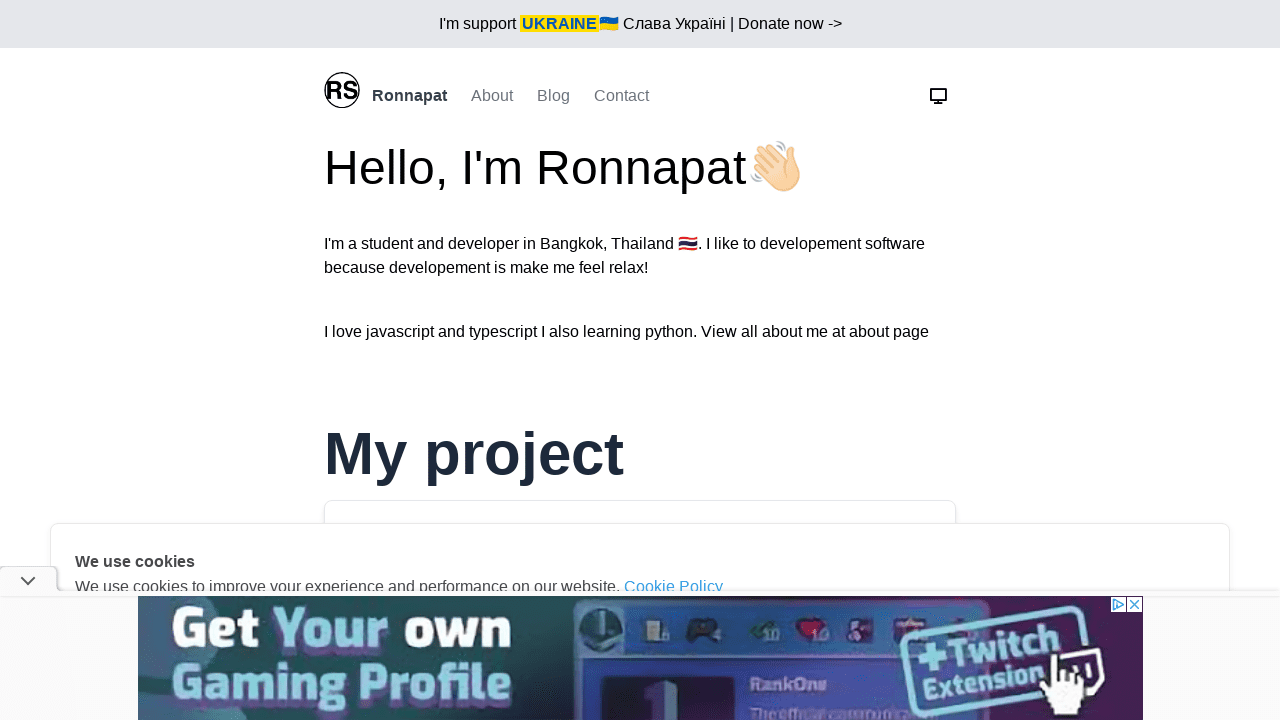 I'm support UKRAINE🇺🇦 Слава Україні | Donate now ->
RS Ronnapat About Blog Contact
Hello, I'm Ronnapat👋🏻
I'm a student and developer in Bangkok, Thailand 🇹🇭. I like to developement software
because developement is make me feel relax!
I love javascript and typescript I also learning python. View all about me at about page
My project
We use cookies
We use cookies to improve your experience and performance on our website. Cookie Policy
Get Your own
Gaming Profile
RankOne
The official communication
+Twitch
Extension